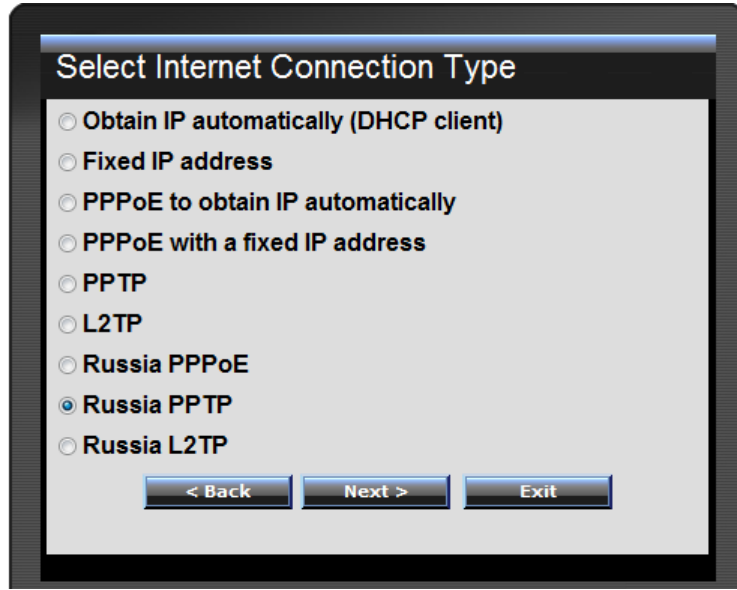 Select Internet Connection Type
Obtain IP automatically (DHCP client)
Fixed IP address
PPPoE to obtain IP automatically
PPPoE with a fixed IP address
PPTP
L2TP
Russia PPPoE
Russia PPTP
Russia L2TP
< Back Next > Exit